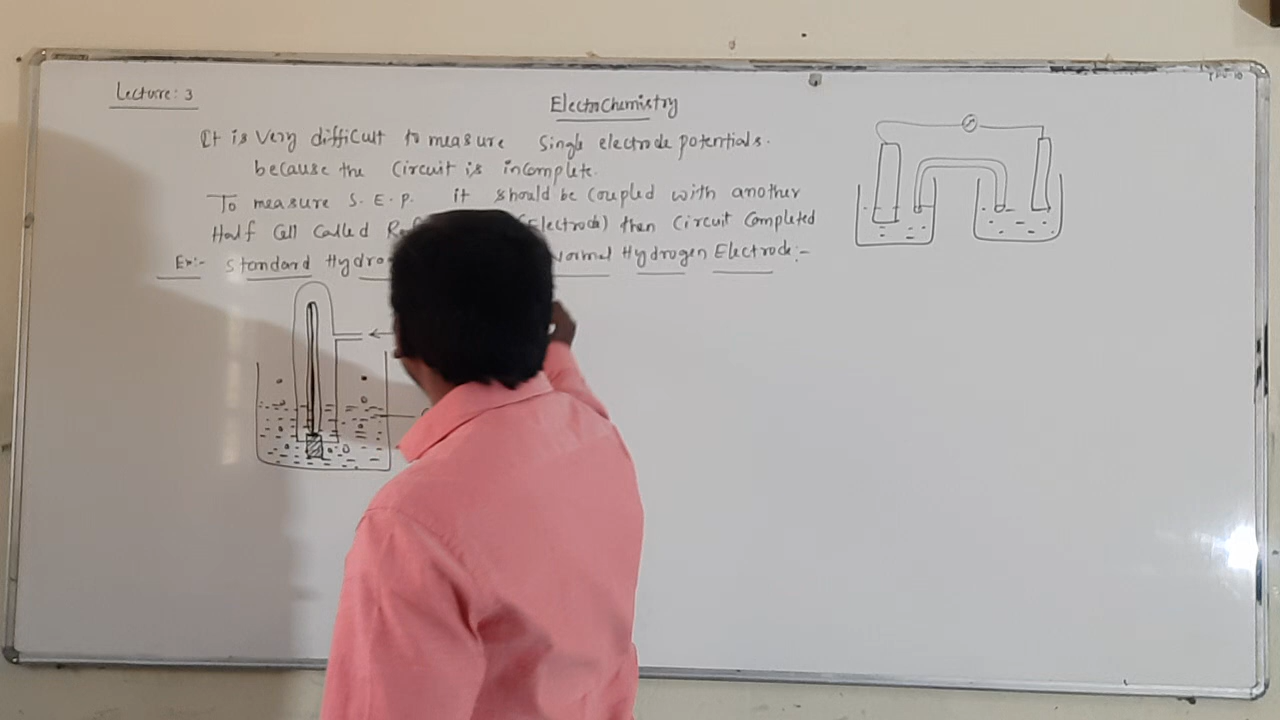 Lecture: 3
ElectroChemistry
It is very difficult to measure Single electrode potentials.
because the Circuit is incomplete.
To measure S.E.P. it should be coupled with another
Half Cell Called (Electrode) then Circuit Completed
Ex:- Standard Hydro Normal Hydrogen Electrode:-